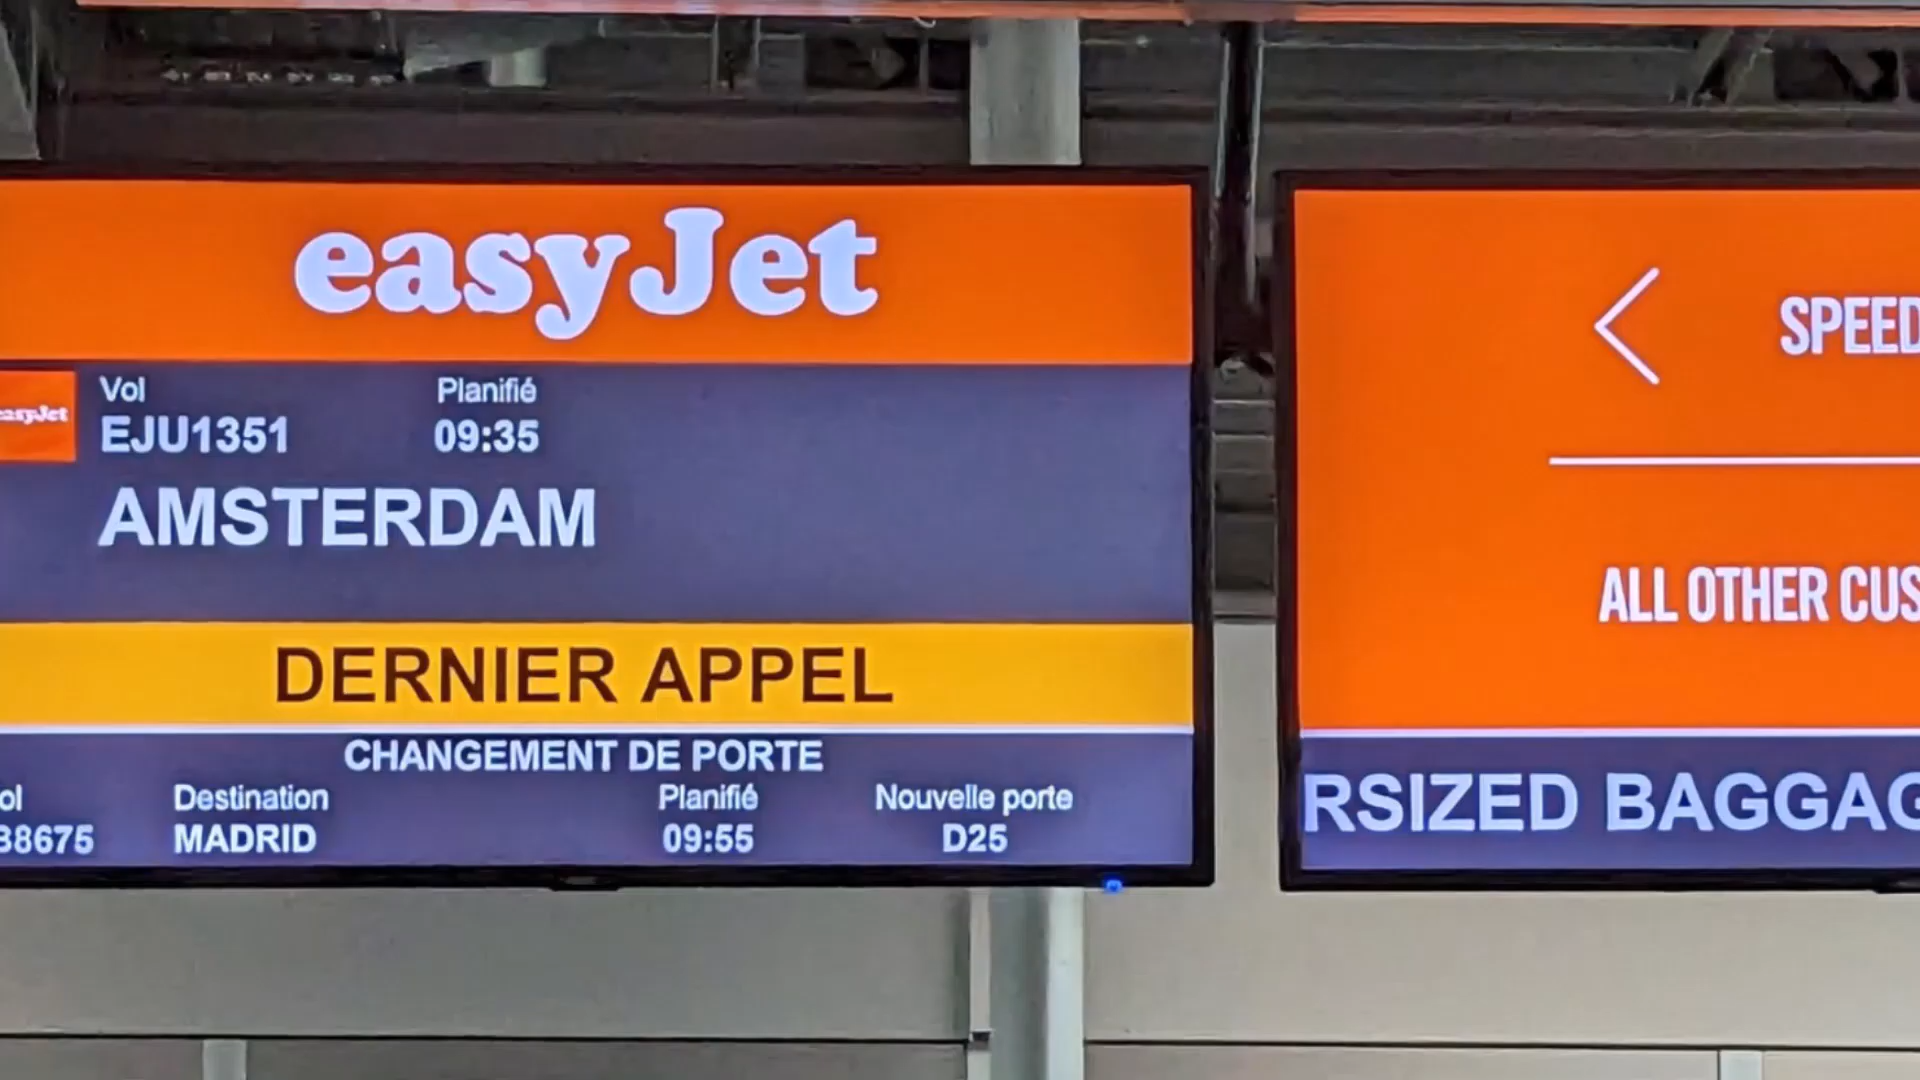 easyJet
easyJet
Vol Planifié
EJU1351 09:35
AMSTERDAM
DERNIER APPEL
CHANGEMENT DE PORTE
Destination Planifié Nouvelle porte
8675 MADRID 09:55 D25
SPEED
ALL OTHER CUS
RSIZED BAGGAG